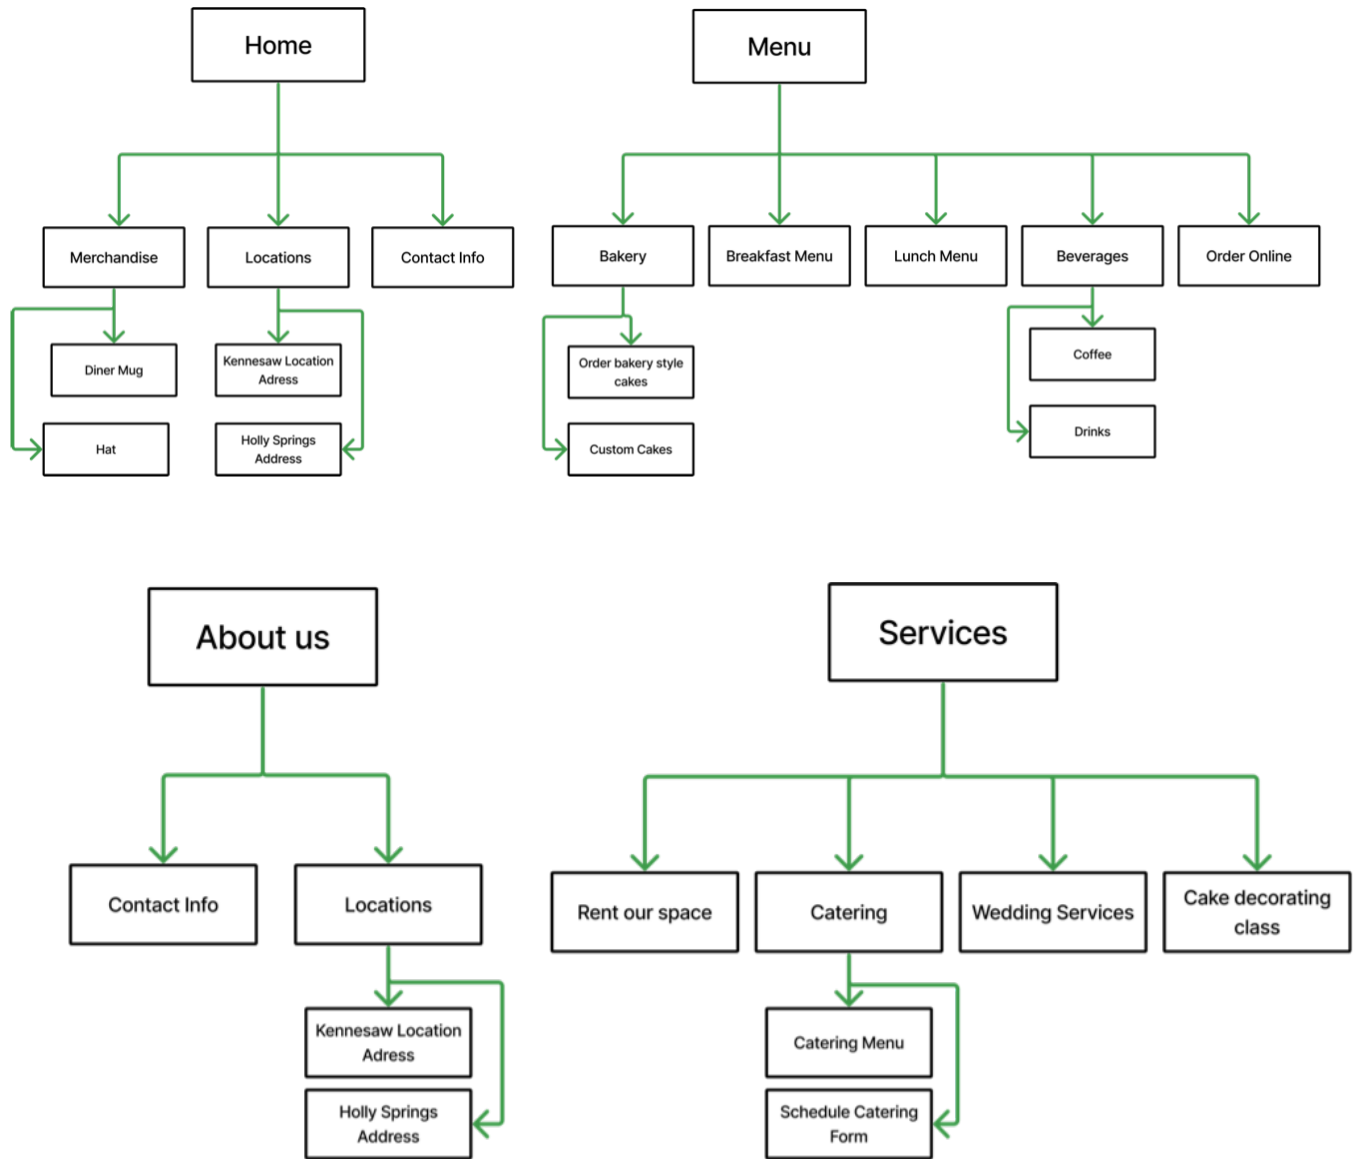 Home
Merchandise
Locations
Contact Info
Diner Mug
Hat
Kennesaw Location
Adress
Holly Springs
Address
Menu
Bakery
Breakfast Menu
Lunch Menu
Beverages
Order Online
Order bakery style
cakes
Custom Cakes
Coffee
Drinks
About us
Contact Info
Locations
Kennesaw Location
Adress
Holly Springs
Address
Services
Rent our space
Catering
Wedding Services
Cake decorating
class
Catering Menu
Schedule Catering
Form